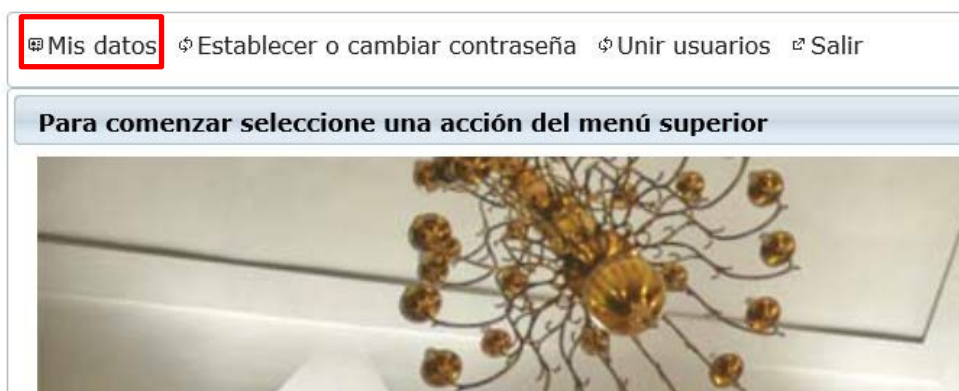 Mis datos Establecer o cambiar contraseña Unir usuarios Salir
Para comenzar seleccione una acción del menú superior